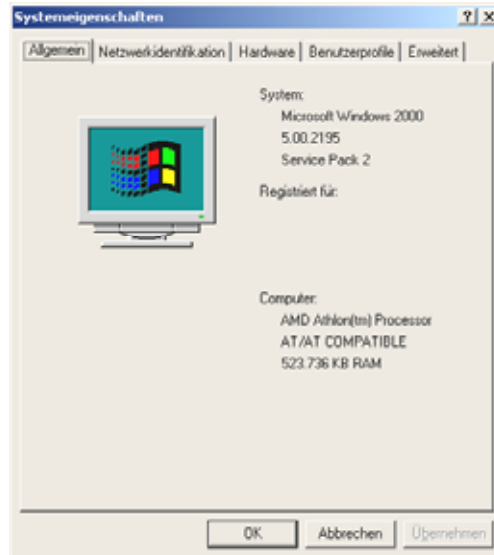 Systemeigenschaften
Allgemein Netzwerkidentifikation Hardware Benutzerprofile Erweitert
System:
Microsoft Windows 2000
5.00.2195
Service Pack 2
Registriert für:
Computer:
AMD Athlon(tm) Processor
AT/AT COMPATIBLE
523.736 KB RAM
OK Abbrechen Übernehmen